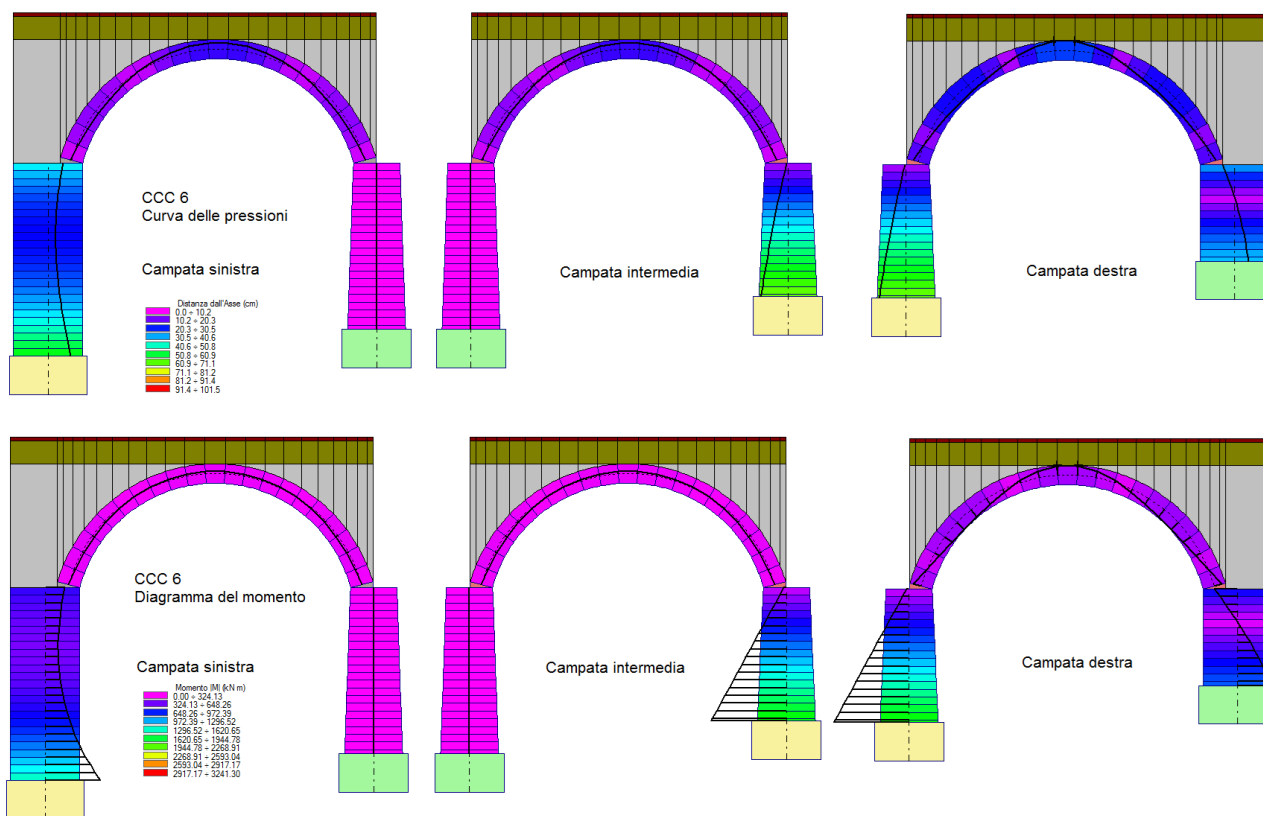 CCC 6
Curva delle pressioni
Campata sinistra
Distanza dall'Asse (cm)
0.0 ÷ 10.2
10.2 ÷ 20.3
20.3 ÷ 30.5
30.5 ÷ 40.6
40.6 ÷ 50.8
50.8 ÷ 60.9
60.9 ÷ 71.1
71.1 ÷ 81.2
81.2 ÷ 91.4
91.4 ÷ 101.5
Campata intermedia
Campata destra
CCC 6
Diagramma del momento
Campata sinistra
Momento |M| (kN m)
0.00 ÷ 324.13
324.13 ÷ 648.26
648.26 ÷ 972.39
972.39 ÷ 1296.52
1296.52 ÷ 1620.65
1620.65 ÷ 1944.78
1944.78 ÷ 2268.91
2268.91 ÷ 2593.04
2593.04 ÷ 2917.17
2917.17 ÷ 3241.30
Campata intermedia
Campata destra